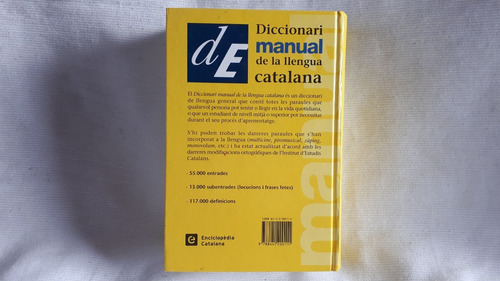 dE
Diccionari
manual
de la llengua
catalana
El Diccionari manual de la llengua catalana és un diccionari
de llengua general que conté totes les paraules que
qualsevol persona pot sentir o llegir en la vida quotidiana,
o que un estudiant de nivell mitjà o superior pot necessitar
durant el seu procés d'aprenentatge.
S'hi poden trobar les darreres paraules que s'han
incorporat a la llengua
monovolum, etc.) i ha estat actualitzat d'acord amb les
darreres modificacions ortogràfiques de l'Institut d'Estudis
Catalans.
· 55.000 entrades
· 13.000 subentrades (locucions i frases fetes)
· 117.000 definicions
manual
Enciclopèdia
Catalana
ISBN